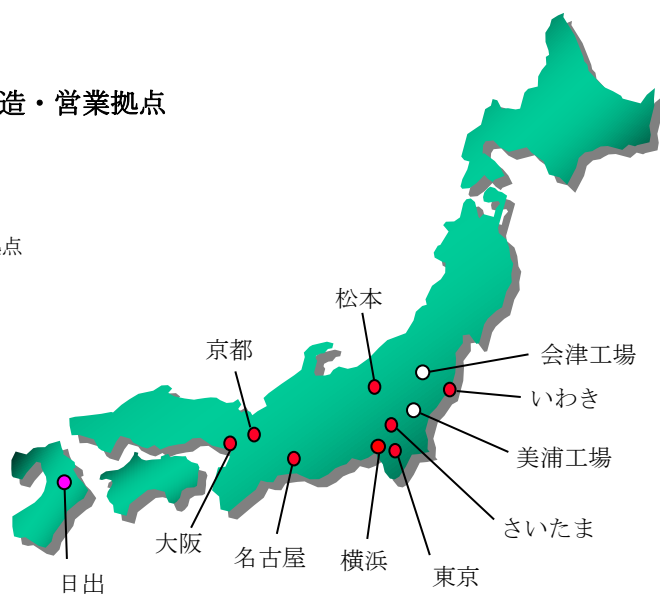 造・営業拠点
点
松本
京都
会津工場
いわき
美浦工場
さいたま
大阪
名古屋
横浜
東京
日出